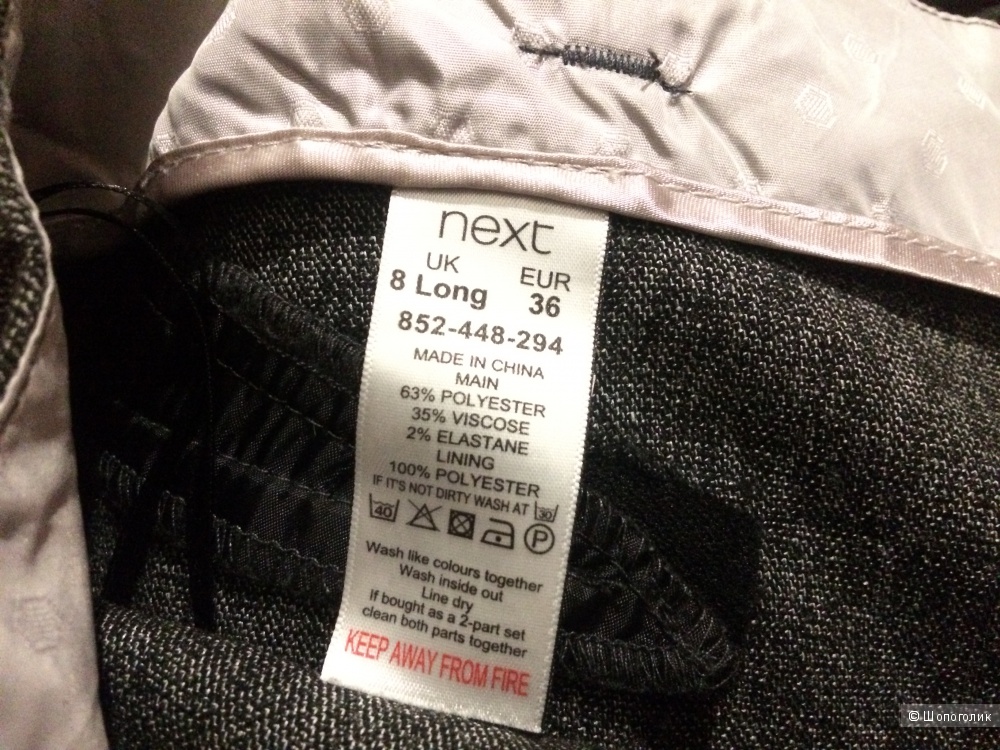 next
UK EUR
8 Long 36
852-448-294
MADE IN CHINA
MAIN
63% POLYESTER
35% VISCOSE
2% ELASTANE
LINING
100% POLYESTER
IF IT'S NOT DIRTY WASH AT 30
40 P
Wash like colours together
Wash inside out
Line dry
If bought as a 2-part set
clean both parts together
KEEP AWAY FROM FIRE
© Шопоголик